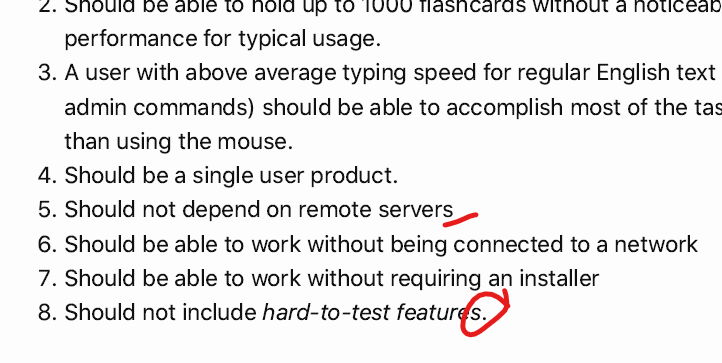 2. Should be able to hold up to 1000 flashcards without a noticeab
performance for typical usage.
3. A user with above average typing speed for regular English text
admin commands) should be able to accomplish most of the tas
than using the mouse.
4. Should be a single user product.
5. Should not depend on remote servers
6. Should be able to work without being connected to a network
7. Should be able to work without requiring an installer
8. Should not include hard-to-test features.